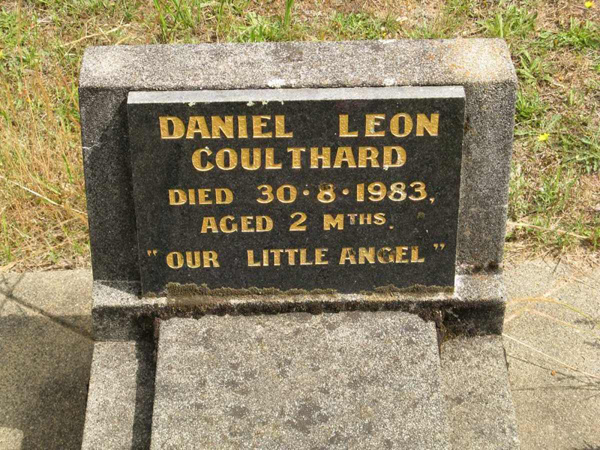 DANIEL LEON
COULTHARD
DIED 30·8·1983,
AGED 2 MTHS.
"OUR LITTLE ANGEL"